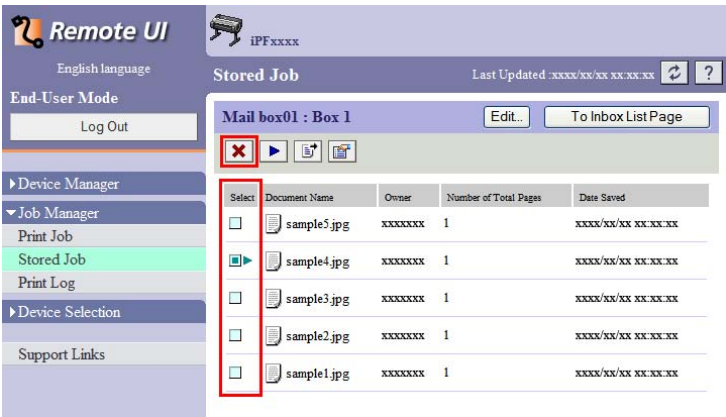 Remote UI
English language
End-User Mode
Log Out
Device Manager
Job Manager
Print Job
Stored Job
Print Log
Device Selection
Support Links
iPFxxxx
Stored Job
Last Updated :xxxx/xx/xx xx:xx:xx
?
Mail box01 : Box 1
Edit...
To Inbox List Page
Select Document Name Owner Number of Total Pages Date Saved
sample5.jpg xxxxxxx 1 xxxx/xx/xx xx:xx:xx
sample4.jpg xxxxxxx 1 xxxx/xx/xx xx:xx:xx
sample3.jpg xxxxxxx 1 xxxx/xx/xx xx:xx:xx
sample2.jpg xxxxxxx 1 xxxx/xx/xx xx:xx:xx
sample1.jpg xxxxxxx 1 xxxx/xx/xx xx:xx:xx